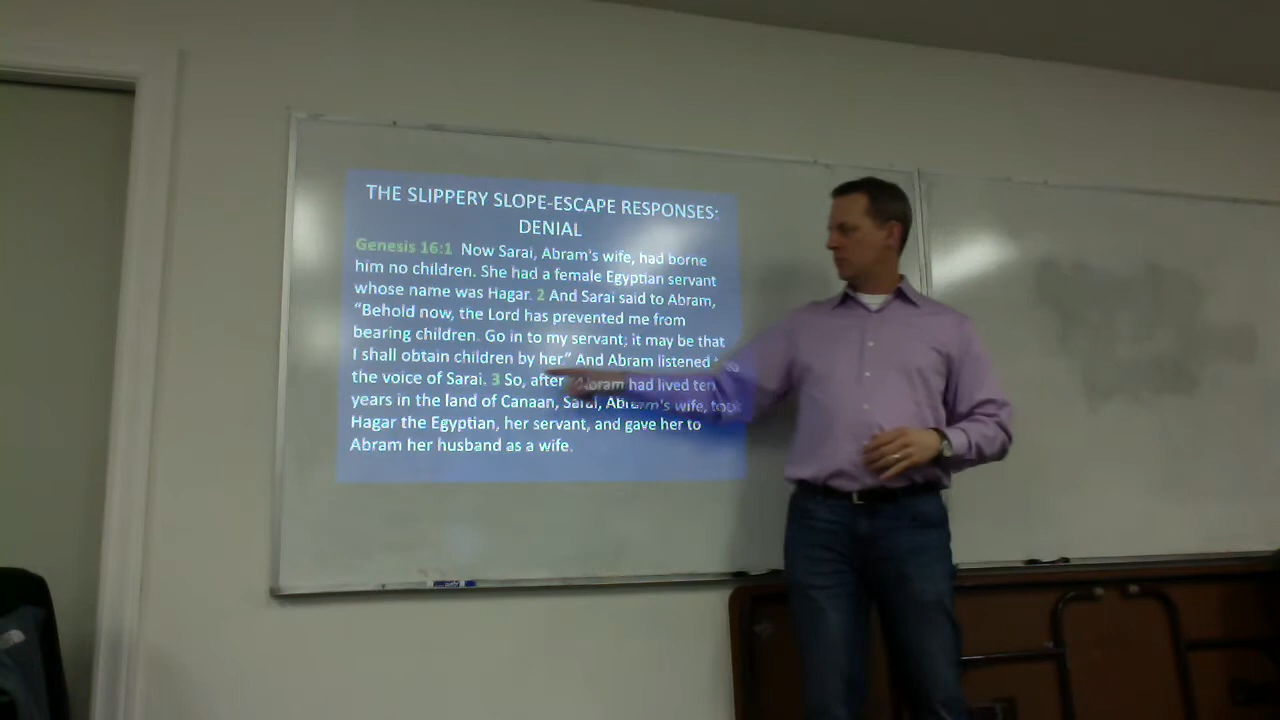 THE SLIPPERY SLOPE-ESCAPE RESPONSES:
DENIAL
Genesis 16:1 Now Sarai, Abram's wife, had borne
him no children. She had a female Egyptian servant
whose name was Hagar. 2 And Sarai said to Abram,
“Behold now, the Lord has prevented me from
bearing children. Go in to my servant; it may be that
I shall obtain children by her.” And Abram listened to
the voice of Sarai. 3 So, after Abram had lived ten
years in the land of Canaan, Sarai, Abram's wife, took
Hagar the Egyptian, her servant, and gave her to
Abram her husband as a wife.